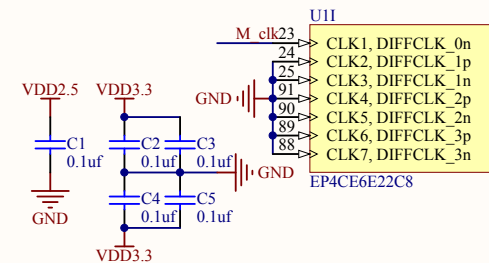 U1I
M_clk 23 CLK1, DIFFCLK_0n
24 CLK2, DIFFCLK_1p
25 CLK3, DIFFCLK_1n
GND 91 CLK4, DIFFCLK_2p
90 CLK5, DIFFCLK_2n
89 CLK6, DIFFCLK_3p
88 CLK7, DIFFCLK_3n
EP4CE6E22C8
VDD2.5 VDD3.3
C1 C2 C3
0.1uf 0.1uf 0.1uf
GND
C4 C5
0.1uf 0.1uf
GND
VDD3.3